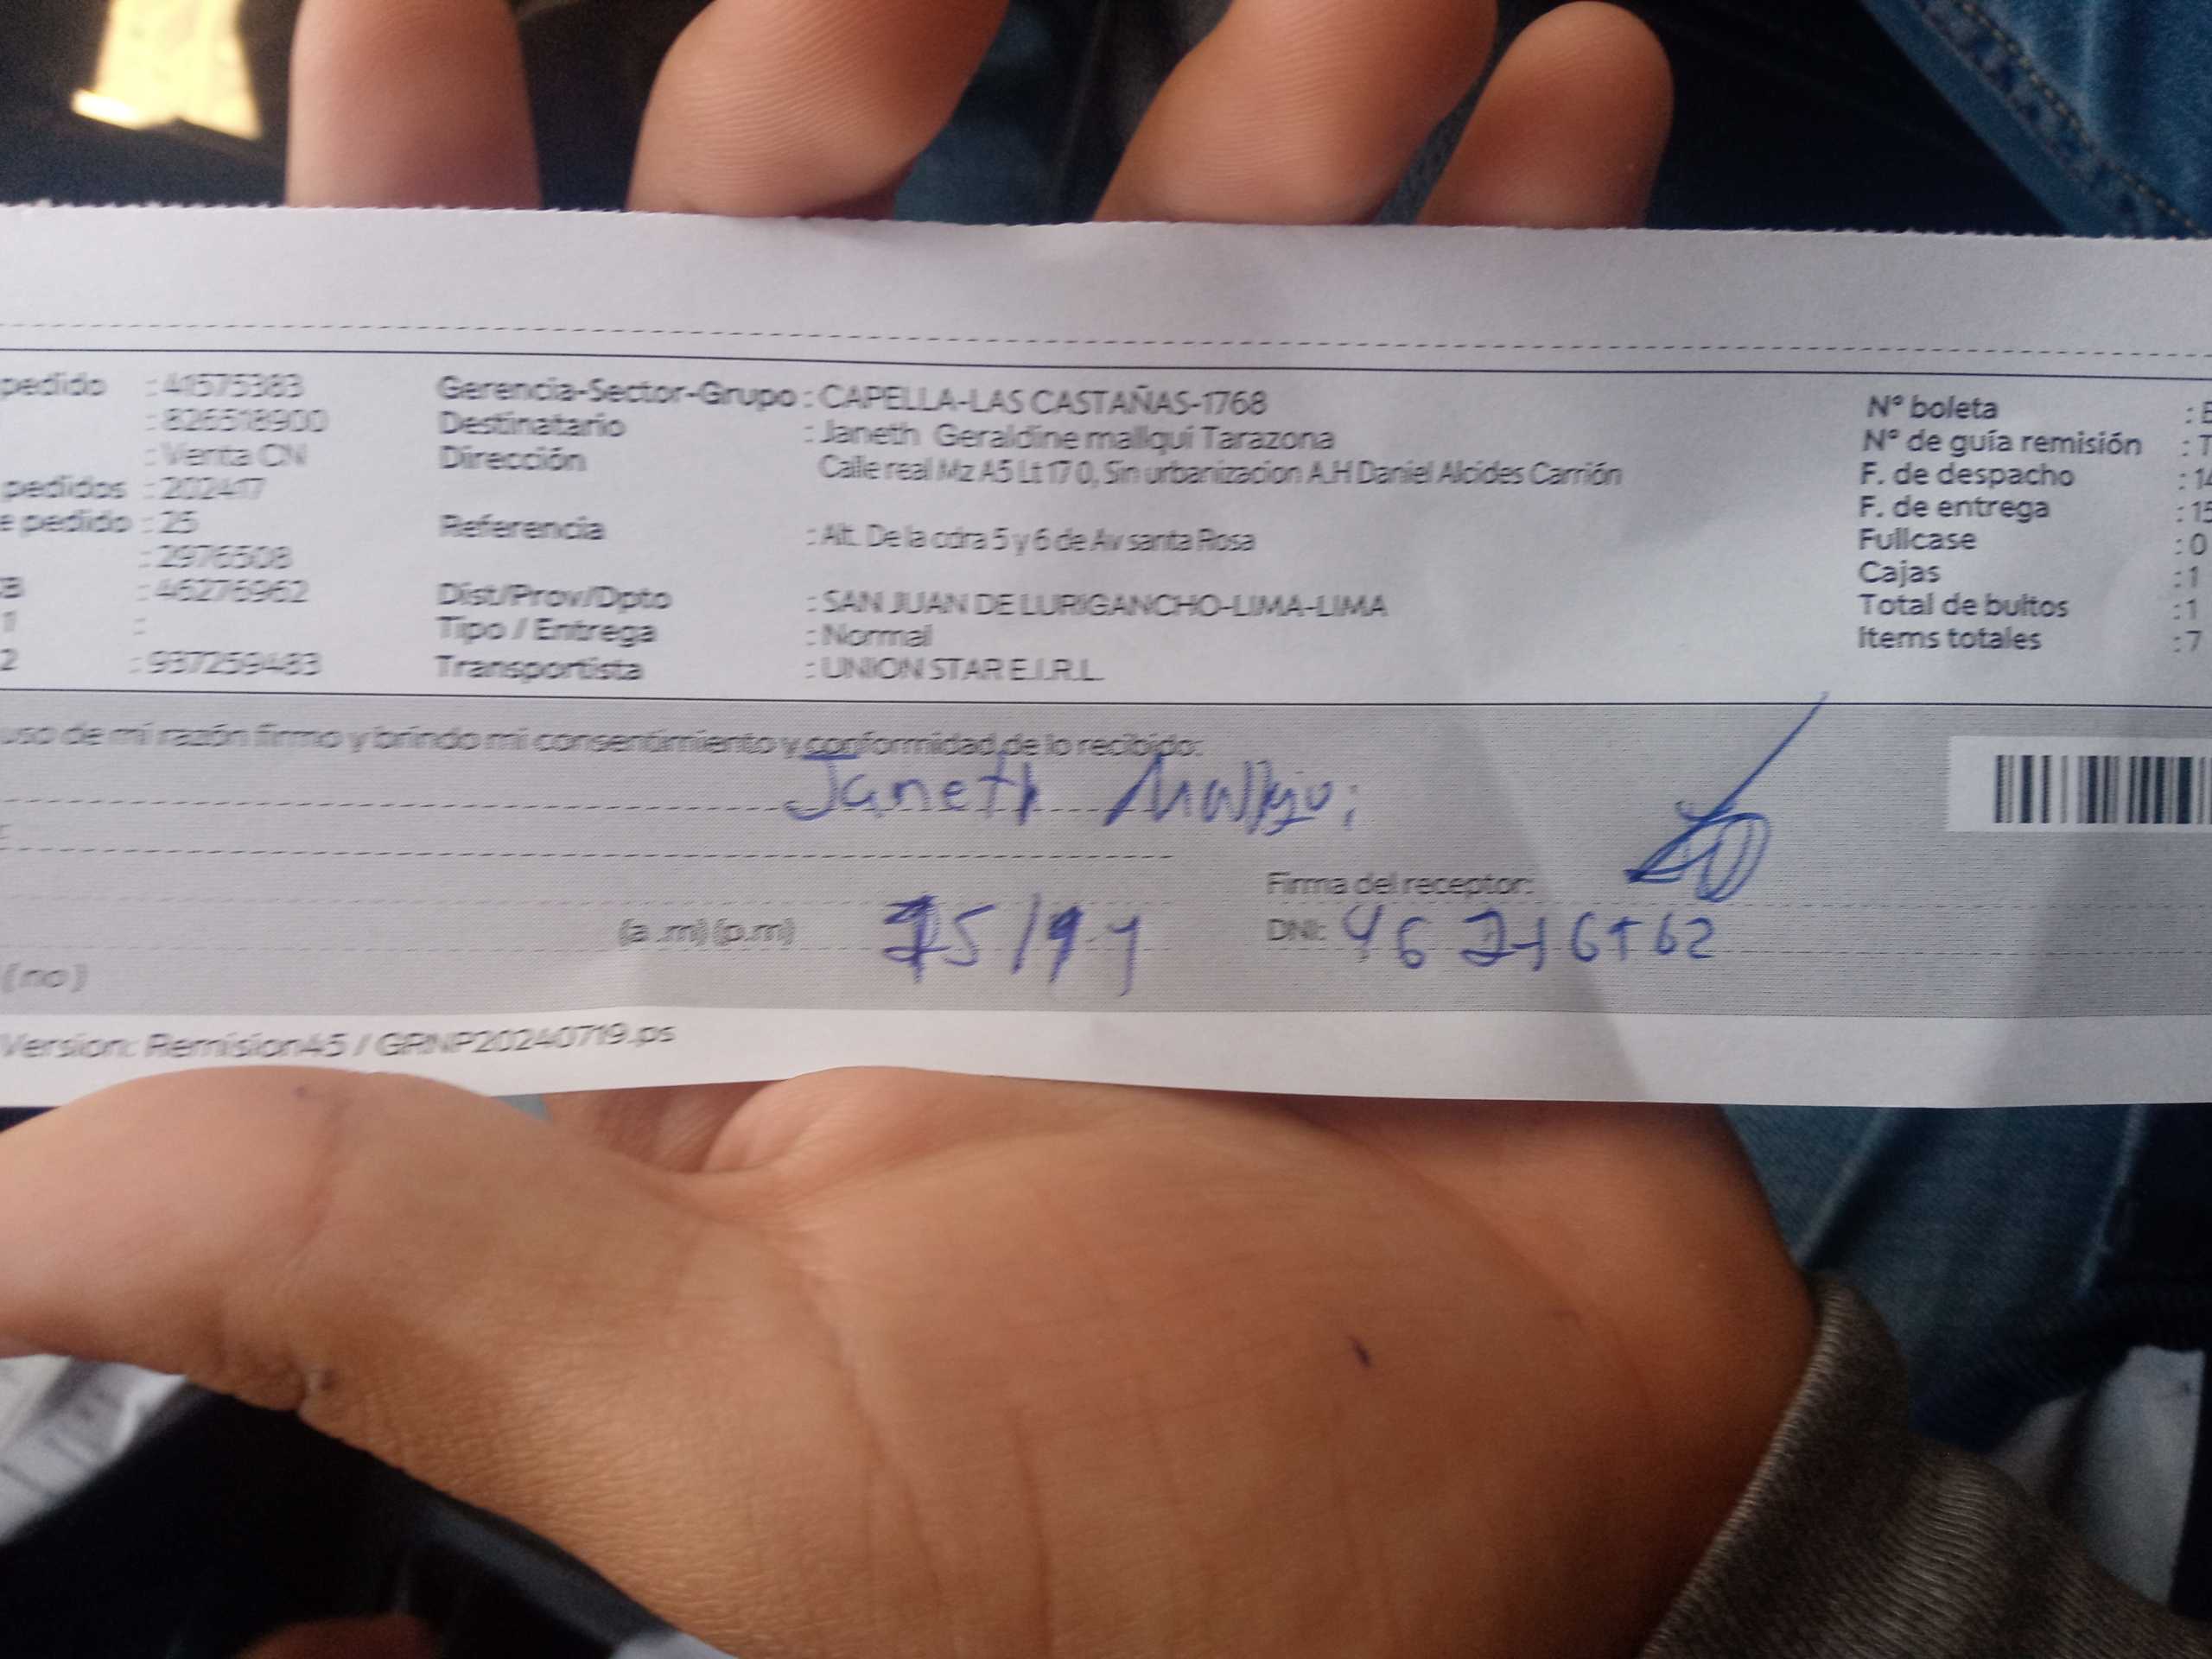 pedido : 41575383
: 826518900
: Venta CN
pedidos : 202417
e pedido : 25
: 2976508
a : 46276962
1 :
2 : 937259483
Gerencia-Sector-Grupo : CAPELLA-LAS CASTAÑAS-1768
Destinatario : Janeth Geraldine mallqui Tarazona
Dirección Calle real Mz A5 Lt 17 0, Sin urbanizacion A.H Daniel Alcides Carrión
Referencia : Alt. De la cdra 5 y 6 de Av santa Rosa
Dist/Prov/Dpto : SAN JUAN DE LURIGANCHO-LIMA-LIMA
Tipo / Entrega : Normal
Transportista : UNION STAR E.I.R.L.
N° boleta :
N° de guía remisión : T
F. de despacho : 14
F. de entrega : 15
Fullcase : 0
Cajas : 1
Total de bultos : 1
Items totales : 7
uso de mi razón firmo y brindo mi consentimiento y conformidad de lo recibido:
Janeth Mallqui
Firma del receptor:
(a .m) (p.m)
DNI:
(no)
Version: Remision45 / GRNP20240719.ps